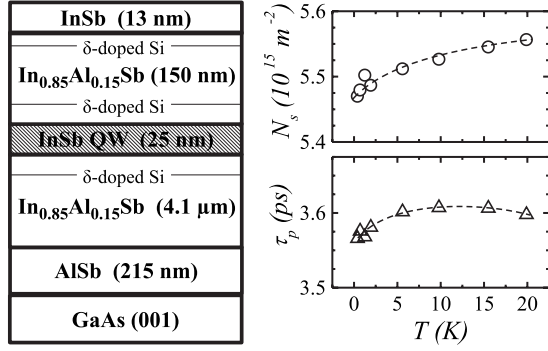 InSb (13 nm)
δ-doped Si
In0.85Al0.15Sb (150 nm)
δ-doped Si
InSb QW (25 nm)
δ-doped Si
In0.85Al0.15Sb (4.1 μm)
AlSb (215 nm)
GaAs (001)
5.6
5.5
5.4
Ns (10^15 m^-2)
3.6
3.5
τp (ps)
0 5 10 15 20
T (K)